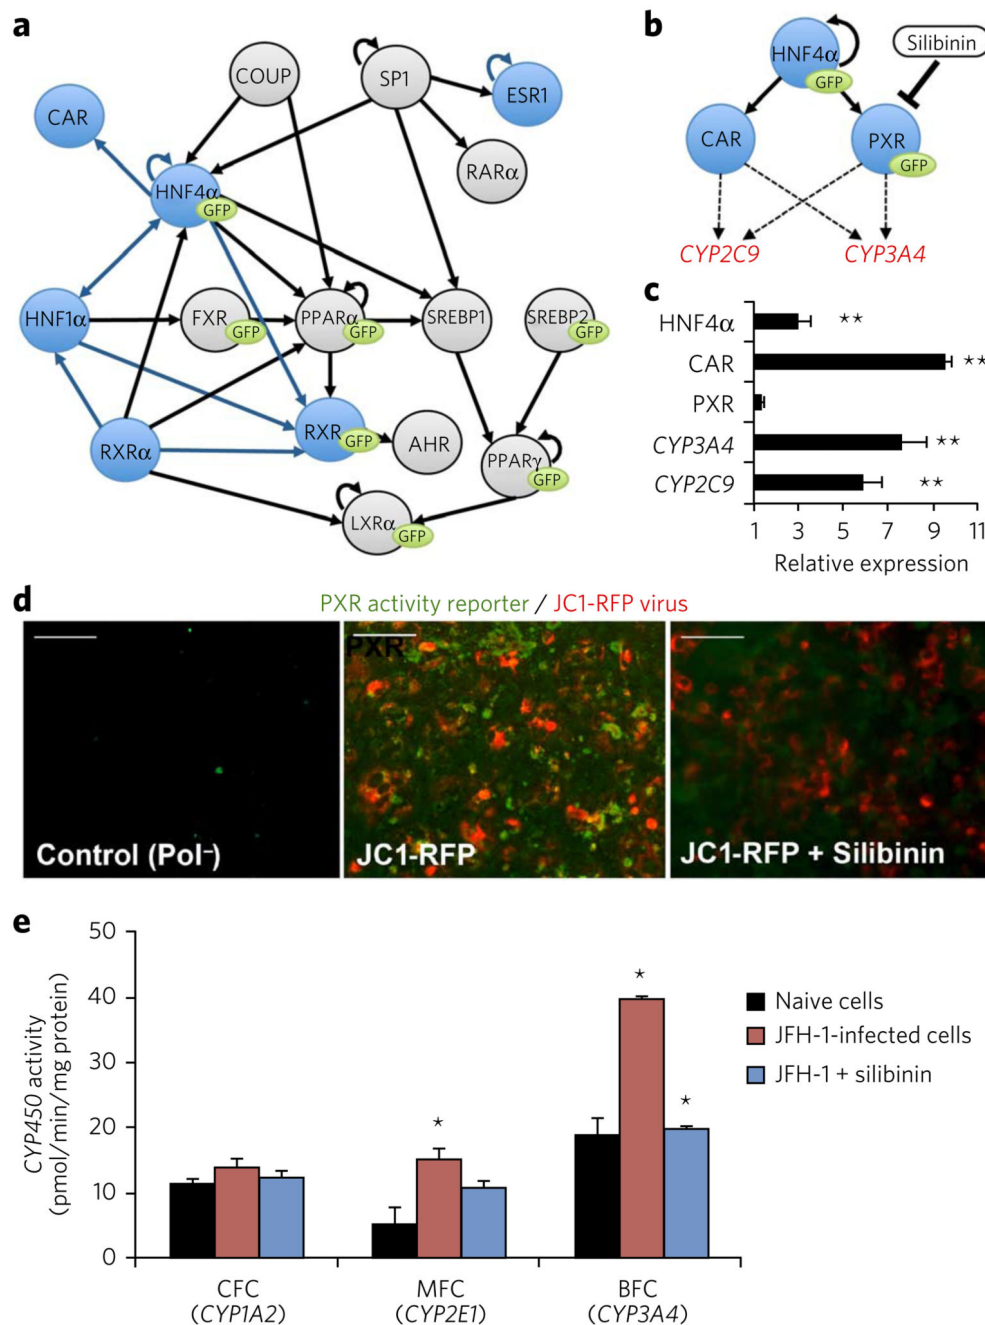 a
COUP
SP1
ESR1
CAR
RARα
HNF4α
GFP
HNF1α
FXR
GFP
PPARα
GFP
SREBP1
SREBP2
GFP
RXRα
RXR
GFP
AHR
PPARγ
GFP
LXRα
GFP
b
HNF4α
GFP
Silibinin
CAR
PXR
GFP
CYP2C9
CYP3A4
c
HNF4α
**
CAR
**
PXR
CYP3A4
**
CYP2C9
**
1 3 5 7 9 11
Relative expression
d
PXR activity reporter / JC1-RFP virus
PXR
Control (Pol⁻)
JC1-RFP
JC1-RFP + Silibinin
e
CYP450 activity
(pmol/min/mg protein)
50
40
30
20
10
0
*
*
*
Naive cells
JFH-1-infected cells
JFH-1 + silibinin
CFC
(CYP1A2)
MFC
(CYP2E1)
BFC
(CYP3A4)